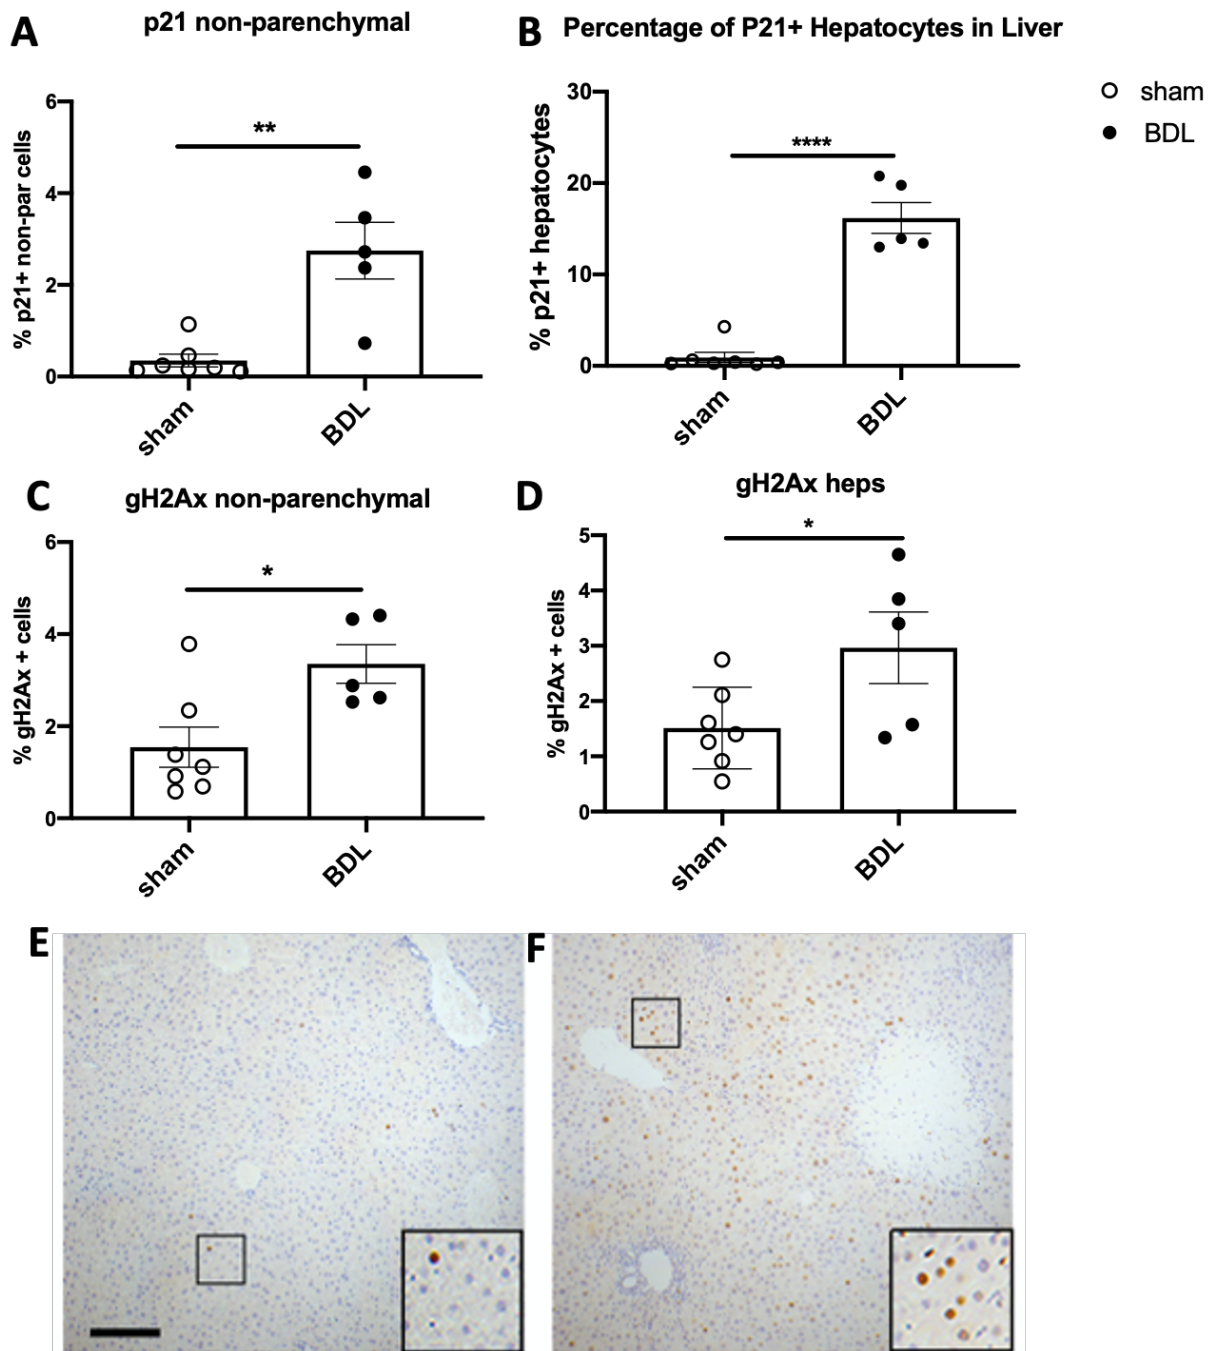 A
p21 non-parenchymal
% p21+ non-par cells
6
4
2
0
**
sham
BDL
B
Percentage of P21+ Hepatocytes in Liver
% p21+ hepatocytes
30
20
10
0
****
sham
BDL
sham
BDL
C
gH2Ax non-parenchymal
% gH2Ax + cells
6
4
2
0
*
sham
BDL
D
gH2Ax heps
% gH2Ax + cells
5
4
3
2
1
0
*
sham
BDL
E
F